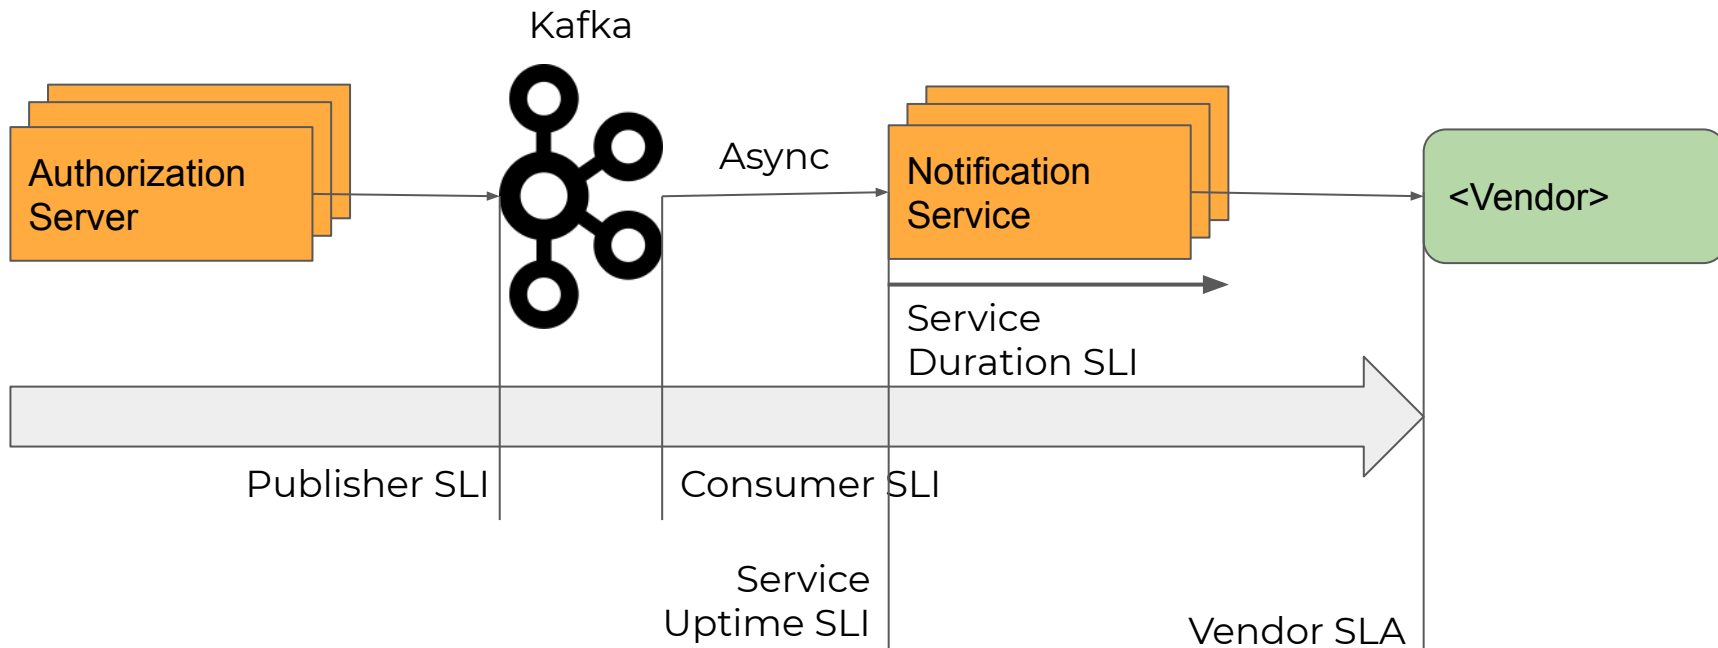 Kafka
Authorization
Server
Async
Notification
Service
<Vendor>
Service
Duration SLI
Publisher SLI
Consumer SLI
Service
Uptime SLI
Vendor SLA